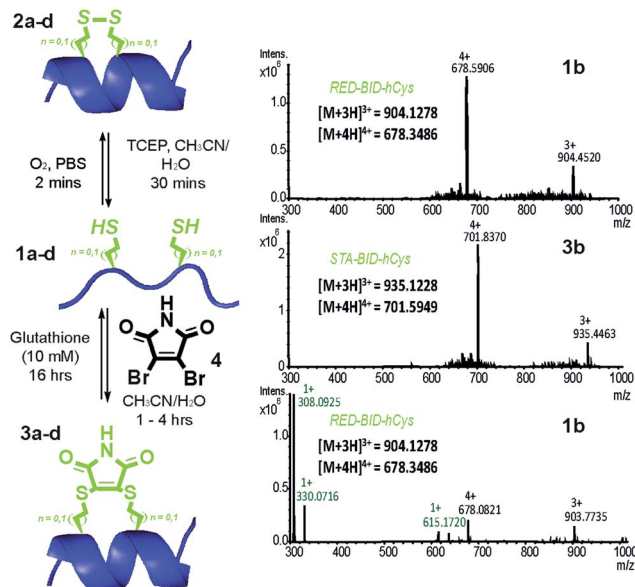 2a-d
S – S
n = 0,1
n = 0,1
O₂, PBS
2 mins
TCEP, CH₃CN/
H₂O
30 mins
HS
SH
n = 0,1
n = 0,1
1a-d
Glutathione
(10 mM)
16 hrs
H
N
O
O
Br
Br
4
CH₃CN/H₂O
1 - 4 hrs
3a-d
H
N
O
O
S
S
n = 0,1
n = 0,1
Intens.
x10⁶
1.0
0.5
0.0
4+
678.5906
1b
RED-BID-hCys
[M+3H]³⁺ = 904.1278
[M+4H]⁴⁺ = 678.3486
3+
904.4520
300 400 500 600 700 800 900 1000
m/z
Intens.
x10⁶
2
1
0
4+
701.8370
3b
STA-BID-hCys
[M+3H]³⁺ = 935.1228
[M+4H]⁴⁺ = 701.5949
3+
935.4463
300 400 500 600 700 800 900 1000
m/z
Intens.
x10⁶
1.0
0.5
0.0
1+
308.0925
1b
RED-BID-hCys
[M+3H]³⁺ = 904.1278
[M+4H]⁴⁺ = 678.3486
1+
330.0716
1+
615.1720
4+
678.0821
3+
903.7735
300 400 500 600 700 800 900 1000
m/z